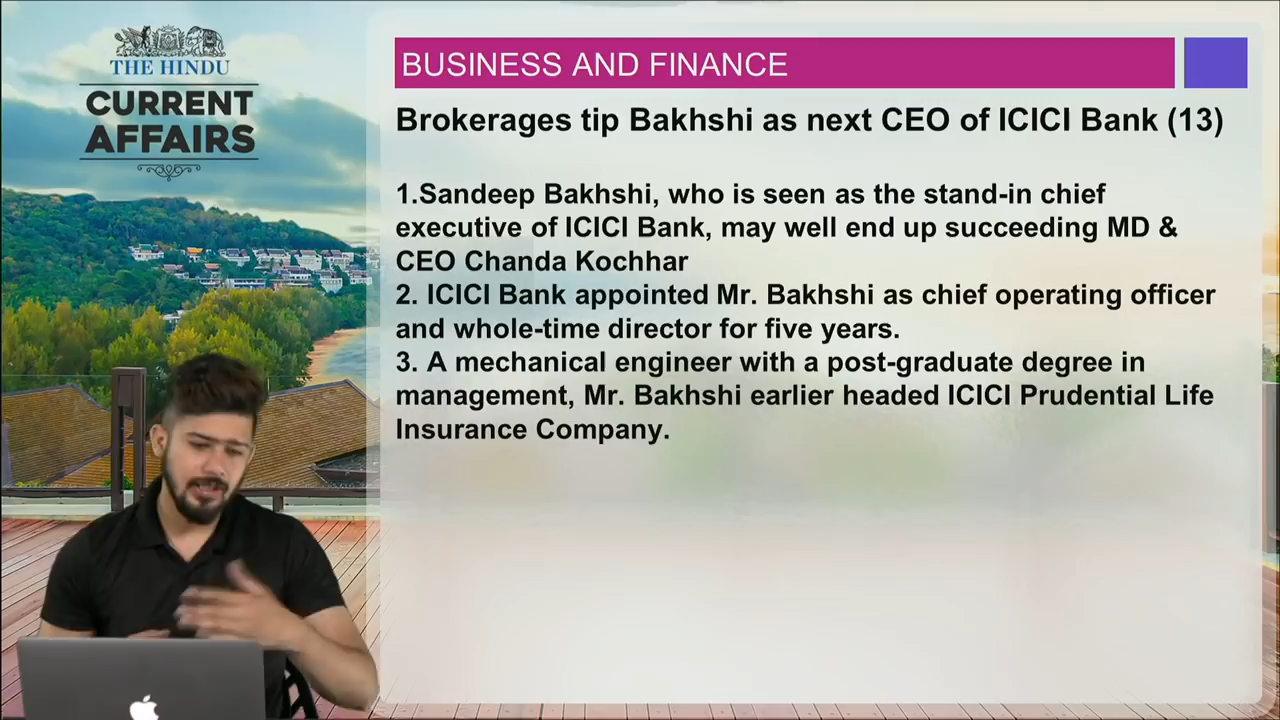 THE HINDU
CURRENT
AFFAIRS
BUSINESS AND FINANCE
Brokerages tip Bakhshi as next CEO of ICICI Bank (13)
1.Sandeep Bakhshi, who is seen as the stand-in chief
executive of ICICI Bank, may well end up succeeding MD &
CEO Chanda Kochhar
2. ICICI Bank appointed Mr. Bakhshi as chief operating officer
and whole-time director for five years.
3. A mechanical engineer with a post-graduate degree in
management, Mr. Bakhshi earlier headed ICICI Prudential Life
Insurance Company.